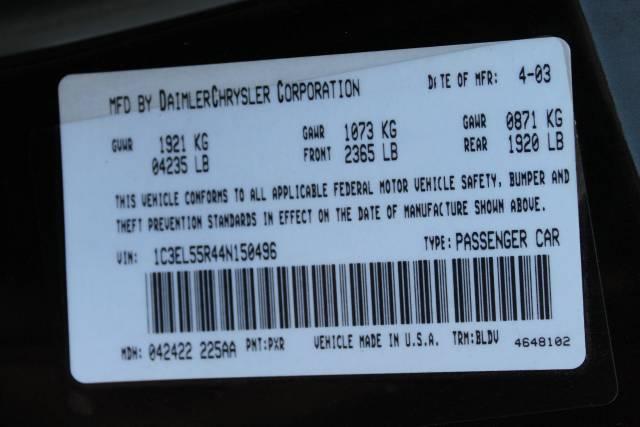 MFD BY DAIMLERCHRYSLER CORPORATION DATE OF MFR: 4-03
GVWR 1921 KG GAWR 1073 KG GAWR 0871 KG
04235 LB FRONT 2365 LB REAR 1920 LB
THIS VEHICLE CONFORMS TO ALL APPLICABLE FEDERAL MOTOR VEHICLE SAFETY, BUMPER AND
THEFT PREVENTION STANDARDS IN EFFECT ON THE DATE OF MANUFACTURE SHOWN ABOVE.
VIN: 1C3EL55R44N150496 TYPE: PASSENGER CAR
MDH: 042422 225AA PNT: PXR VEHICLE MADE IN U.S.A. TRM: BLDV 4648102